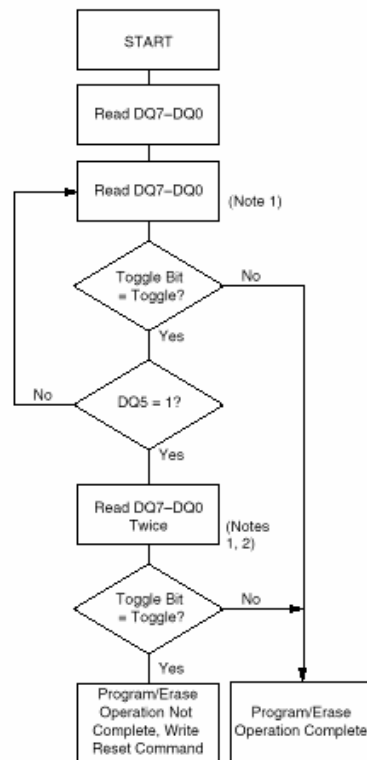 START
Read DQ7–DQ0
Read DQ7–DQ0
(Note 1)
Toggle Bit
= Toggle?
No
Yes
No
DQ5 = 1?
Yes
Read DQ7–DQ0
Twice
(Notes
1, 2)
Toggle Bit
= Toggle?
No
Yes
Program/Erase
Operation Not
Complete, Write
Reset Command
Program/Erase
Operation Complete